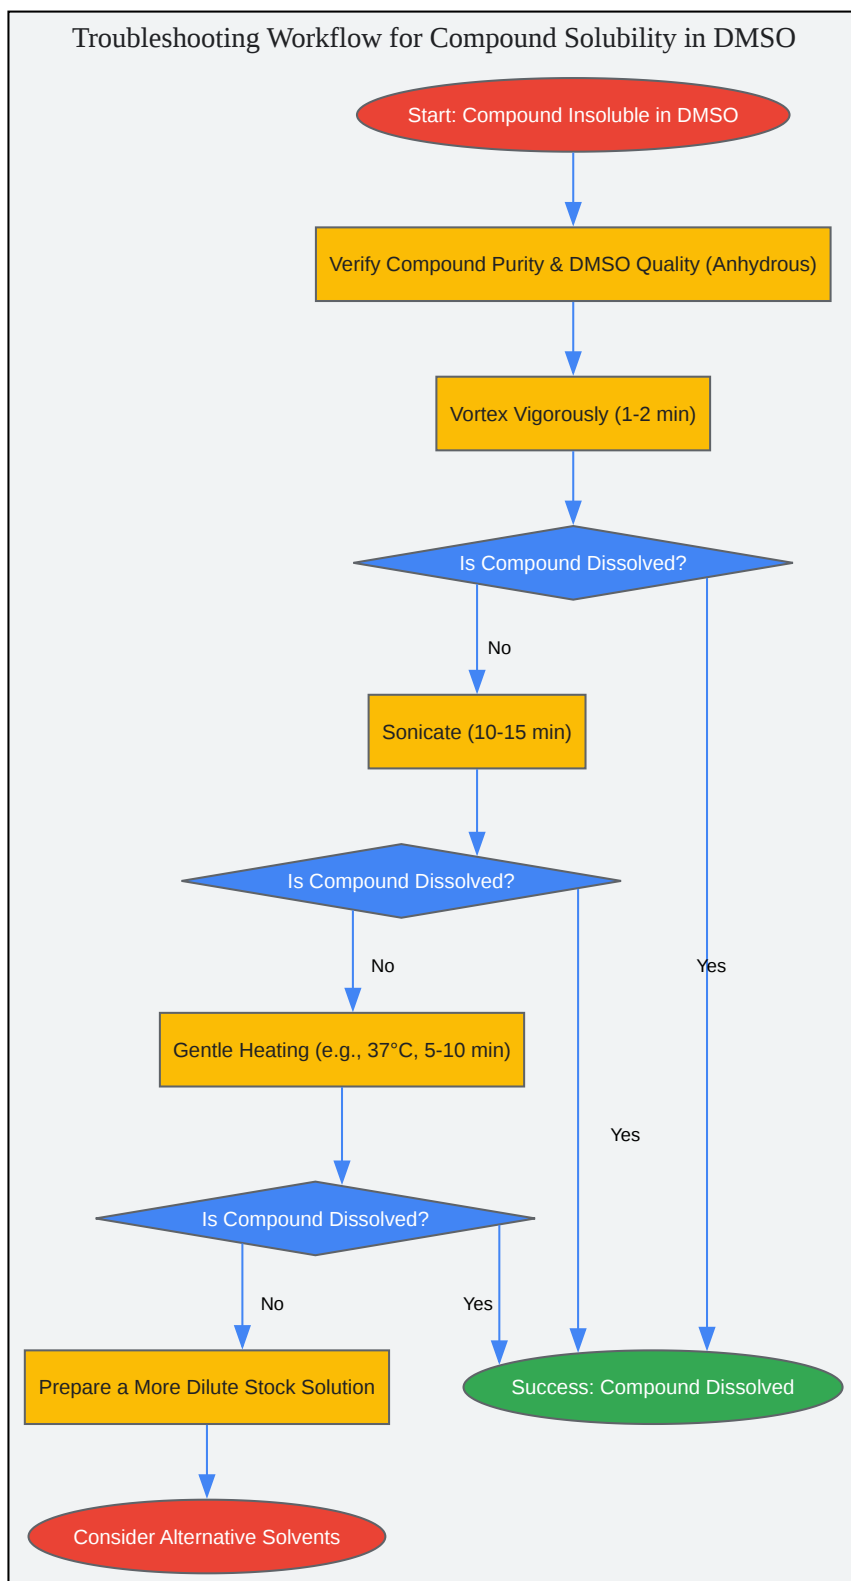 Troubleshooting Workflow for Compound Solubility in DMSO
Start: Compound Insoluble in DMSO
Verify Compound Purity & DMSO Quality (Anhydrous)
Vortex Vigorously (1-2 min)
Is Compound Dissolved?
No
Sonicate (10-15 min)
Is Compound Dissolved?
No
Yes
Gentle Heating (e.g., 37°C, 5-10 min)
Yes
Is Compound Dissolved?
No
Yes
Prepare a More Dilute Stock Solution
Success: Compound Dissolved
Consider Alternative Solvents